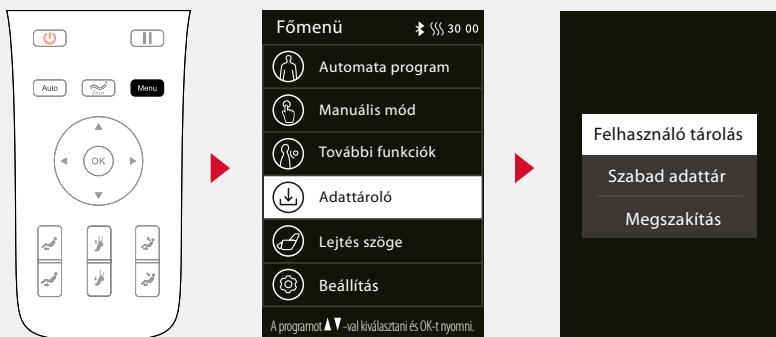 Auto
Zero
Menu
OK
Főmenü 30 00
Automata program
Manuális mód
További funkciók
Adattároló
Lejtés szöge
Beállítás
A programot ▲▼-val kiválasztani és OK-t nyomni.
Felhasználó tárolás
Szabad adattár
Megszakítás